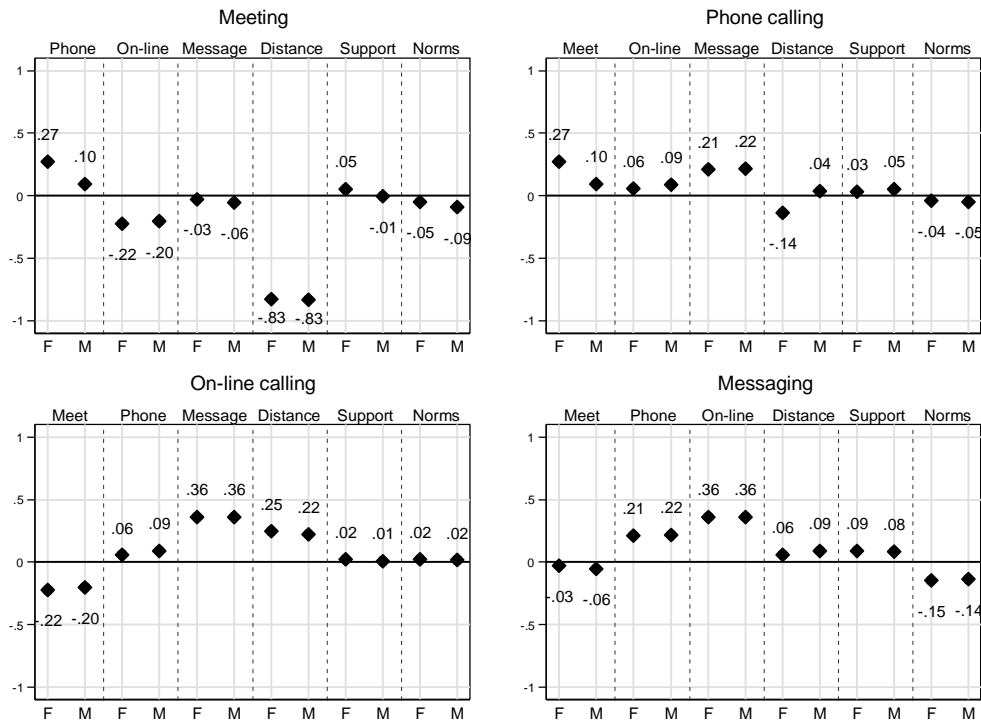 Meeting
Phone On-line Message Distance Support Norms
1
.5
0
-.5
-1
.27 .10 -.22 -.20 -.03 -.06 -.83 -.83 .05 -.01 -.05 -.09
F M F M F M F M F M F M
Phone calling
Meet On-line Message Distance Support Norms
1
.5
0
-.5
-1
.27 .10 .06 .09 .21 .22 -.14 .04 .03 .05 -.04 -.05
F M F M F M F M F M F M
On-line calling
Meet Phone Message Distance Support Norms
1
.5
0
-.5
-1
-.22 -.20 .06 .09 .36 .36 .25 .22 .02 .01 .02 .02
F M F M F M F M F M F M
Messaging
Meet Phone On-line Distance Support Norms
1
.5
0
-.5
-1
-.03 -.06 .21 .22 .36 .36 .06 .09 .09 .08 -.15 -.14
F M F M F M F M F M F M